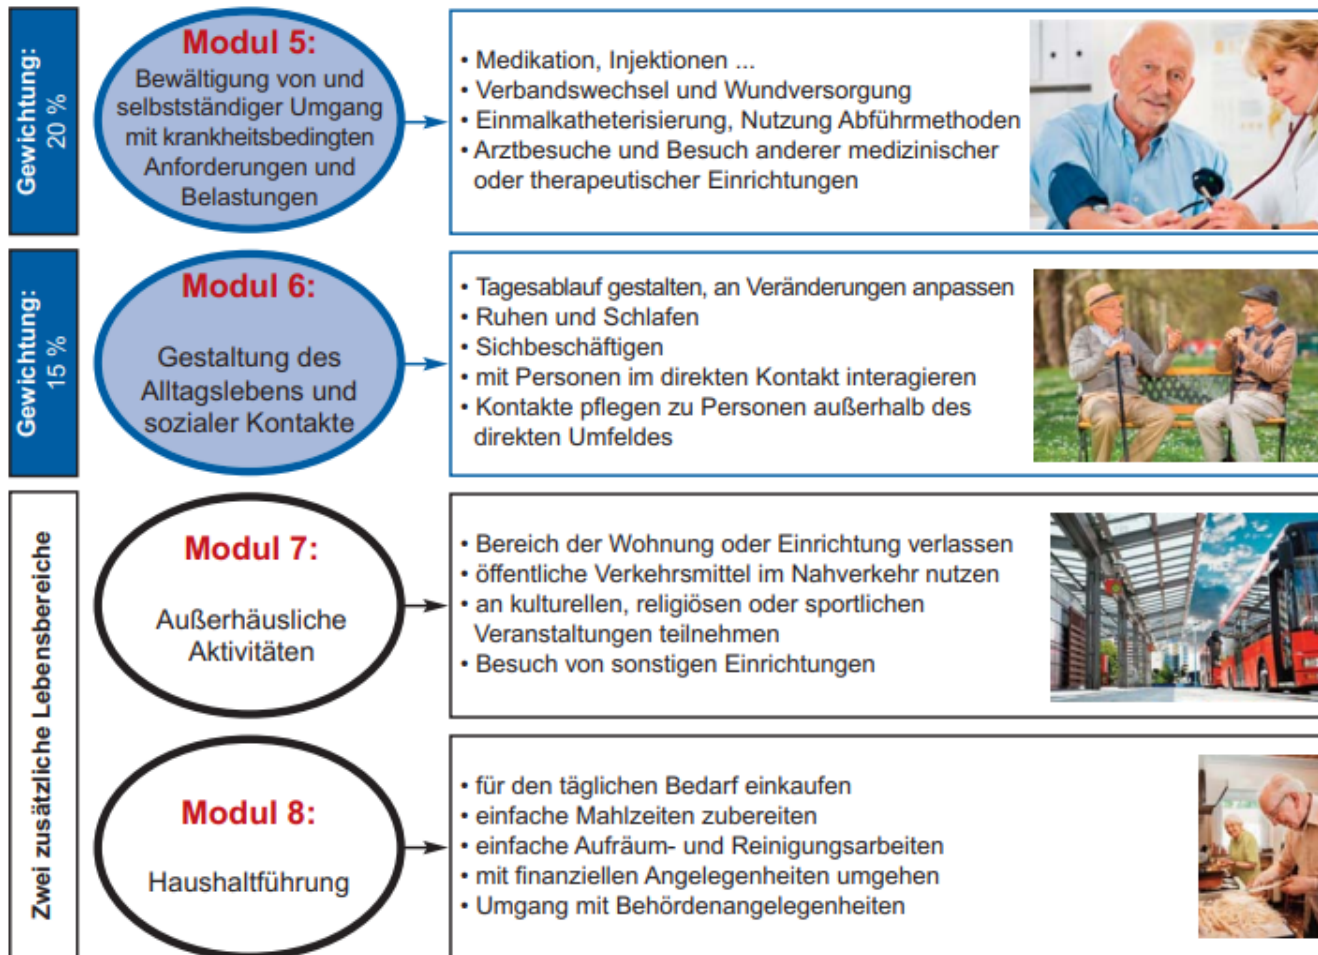 Gewichtung:
20 %
Modul 5:
Bewältigung von und
selbstständiger Umgang
mit krankheitsbedingten
Anforderungen und
Belastungen
• Medikation, Injektionen ...
• Verbandswechsel und Wundversorgung
• Einmalkatheterisierung, Nutzung Abführmethoden
• Arztbesuche und Besuch anderer medizinischer
oder therapeutischer Einrichtungen
Gewichtung:
15 %
Modul 6:
Gestaltung des
Alltagslebens und
sozialer Kontakte
• Tagesablauf gestalten, an Veränderungen anpassen
• Ruhen und Schlafen
• Sichbeschäftigen
• mit Personen im direkten Kontakt interagieren
• Kontakte pflegen zu Personen außerhalb des
direkten Umfeldes
Zwei zusätzliche Lebensbereiche
Modul 7:
Außerhäusliche
Aktivitäten
• Bereich der Wohnung oder Einrichtung verlassen
• öffentliche Verkehrsmittel im Nahverkehr nutzen
• an kulturellen, religiösen oder sportlichen
Veranstaltungen teilnehmen
• Besuch von sonstigen Einrichtungen
Modul 8:
Haushaltführung
• für den täglichen Bedarf einkaufen
• einfache Mahlzeiten zubereiten
• einfache Aufräum- und Reinigungsarbeiten
• mit finanziellen Angelegenheiten umgehen
• Umgang mit Behördenangelegenheiten